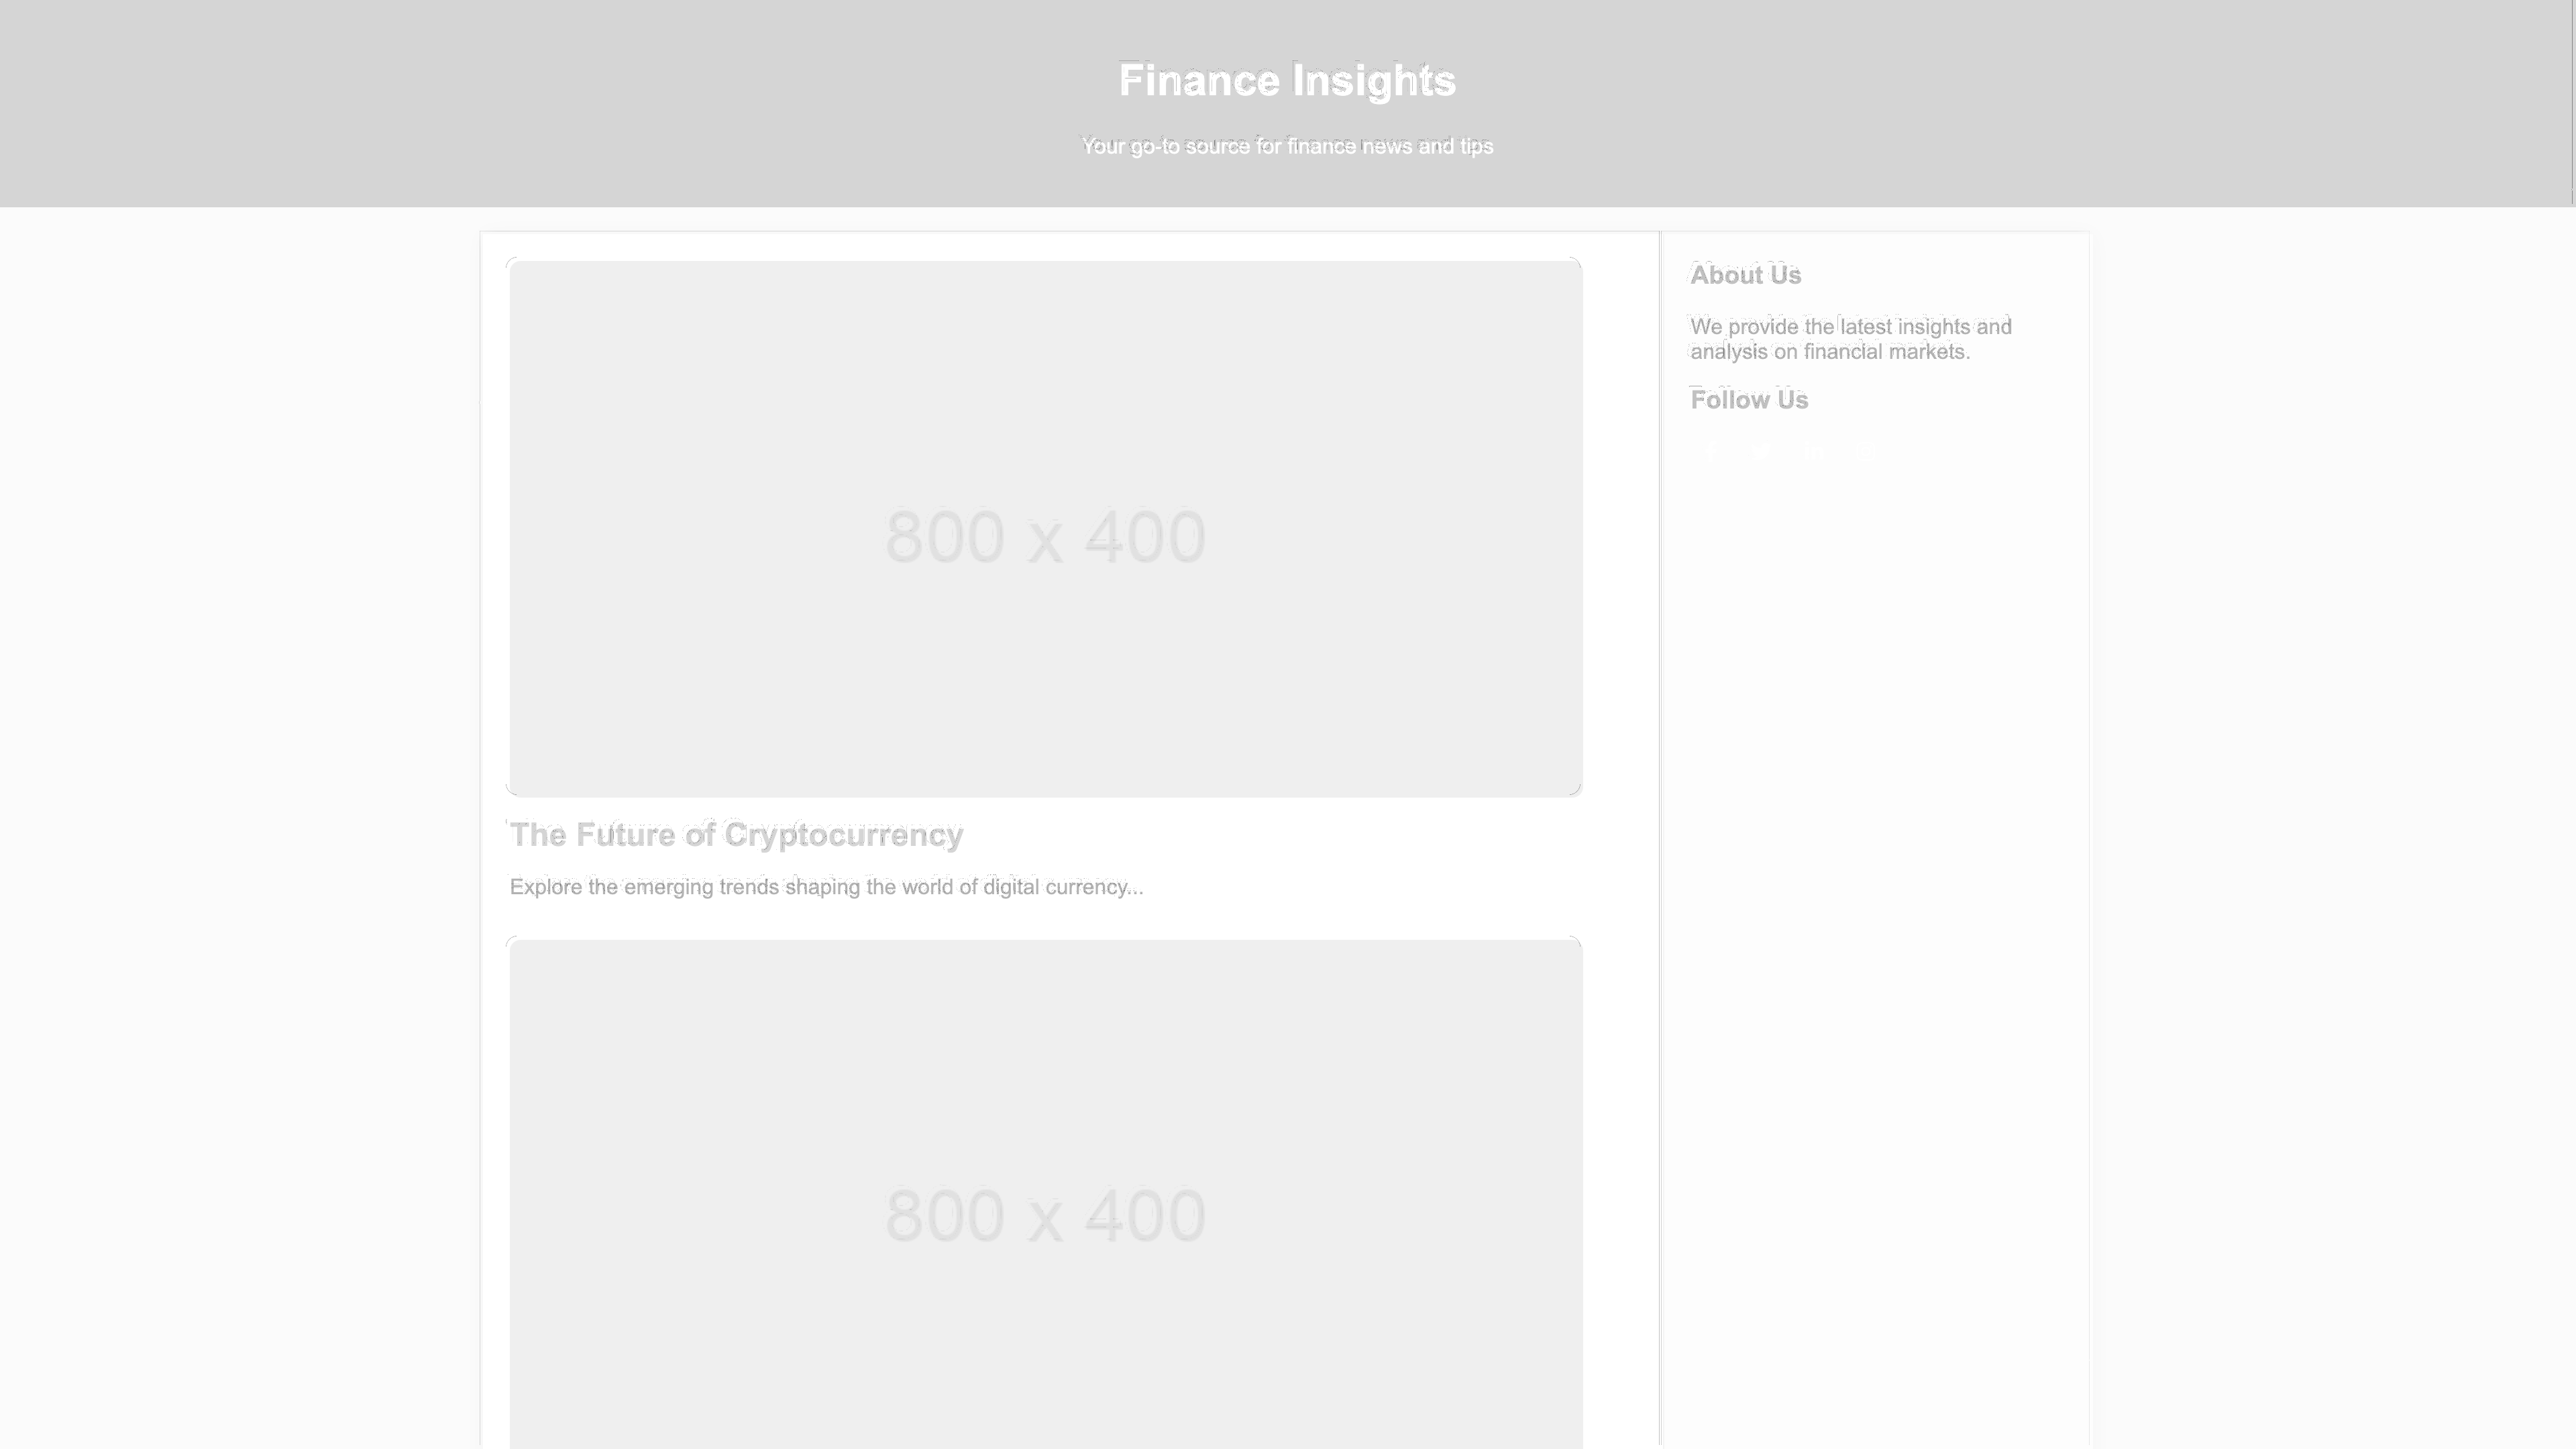 Finance Insights
Your go-to source for finance news and tips
800 x 400
The Future of Cryptocurrency
Explore the emerging trends shaping the world of digital currency...
800 x 400
About Us
We provide the latest insights and
analysis on financial markets.
Follow Us